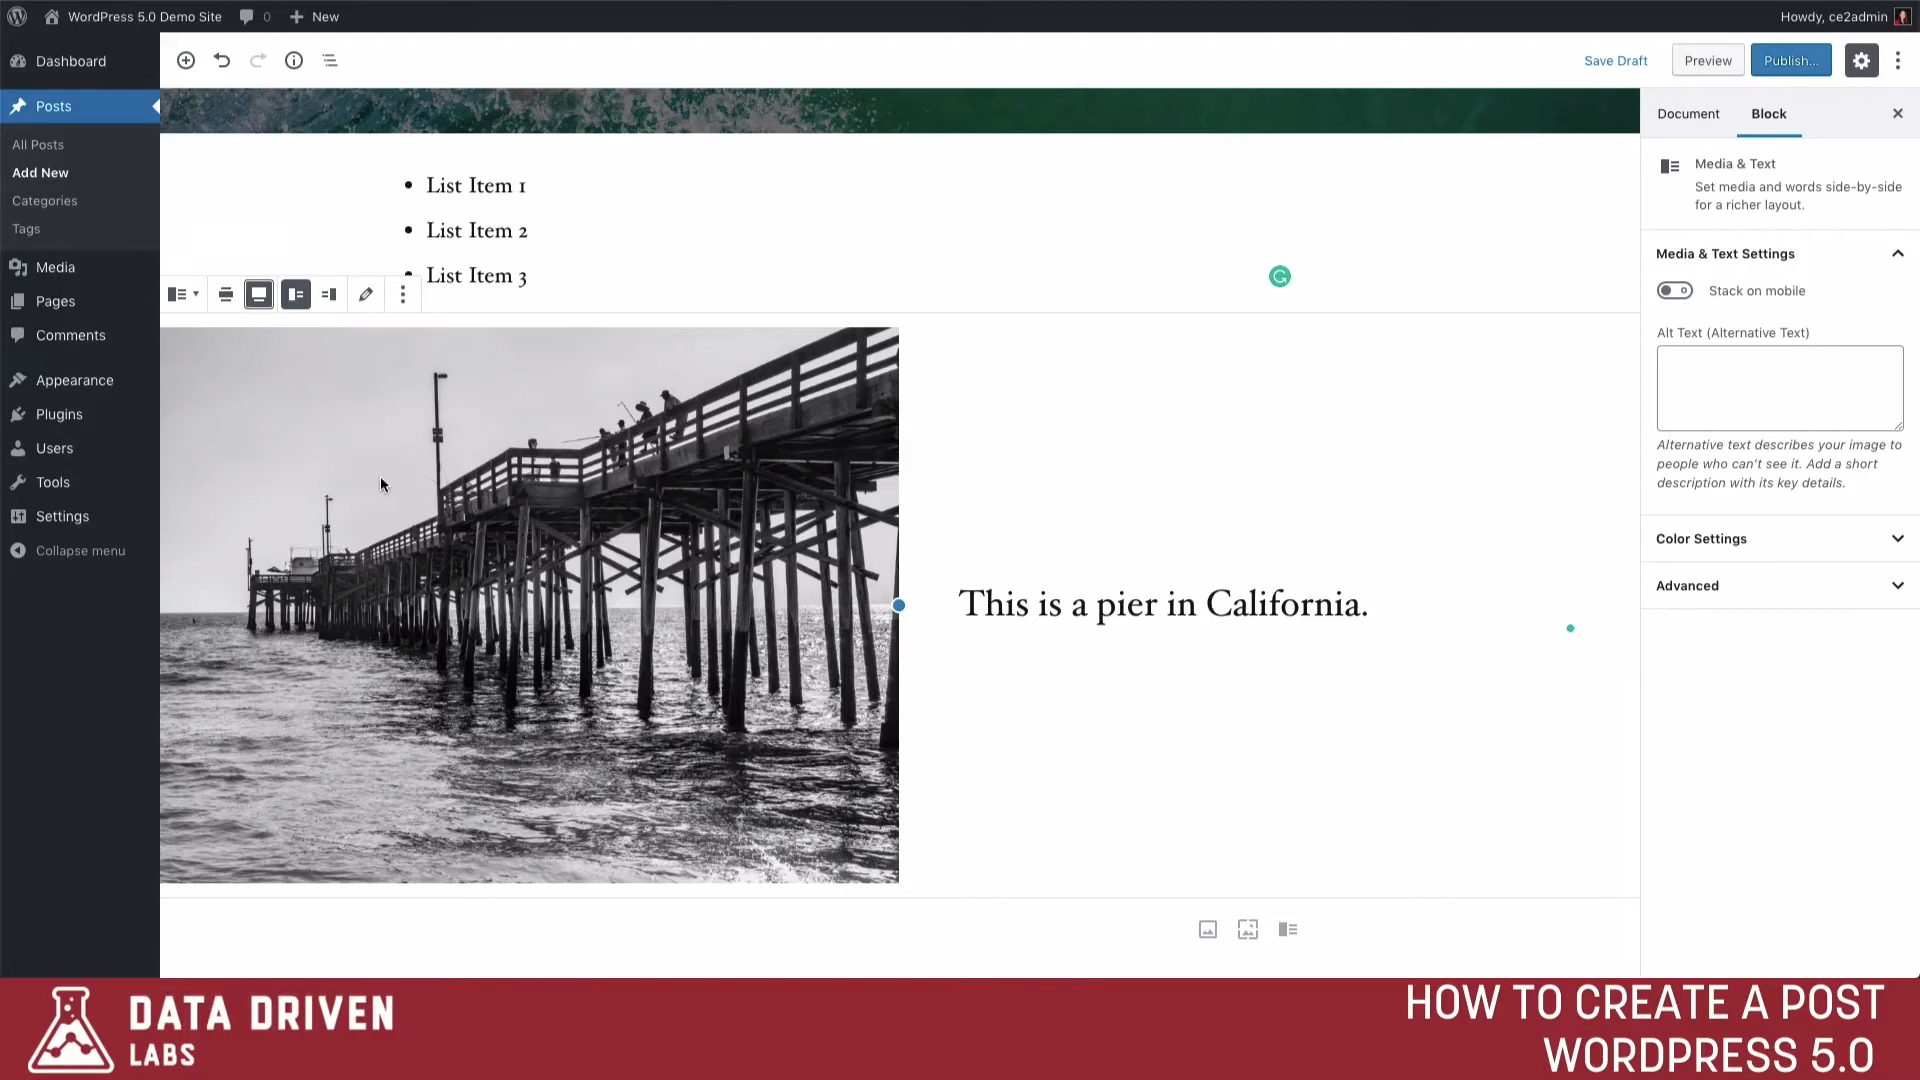 WordPress 5.0 Demo Site
0
New
Howdy, ce2admin
Dashboard
Posts
All Posts
Add New
Categories
Tags
Media
Pages
Comments
Appearance
Plugins
Users
Tools
Settings
Collapse menu
Save Draft
Preview
Publish...
List Item 1
List Item 2
List Item 3
This is a pier in California.
Document
Block
Media & Text
Set media and words side-by-side
for a richer layout.
Media & Text Settings
Stack on mobile
Alt Text (Alternative Text)
Alternative text describes your image to
people who can't see it. Add a short
description with its key details.
Color Settings
Advanced
DATA DRIVEN
LABS
HOW TO CREATE A POST
WORDPRESS 5.0